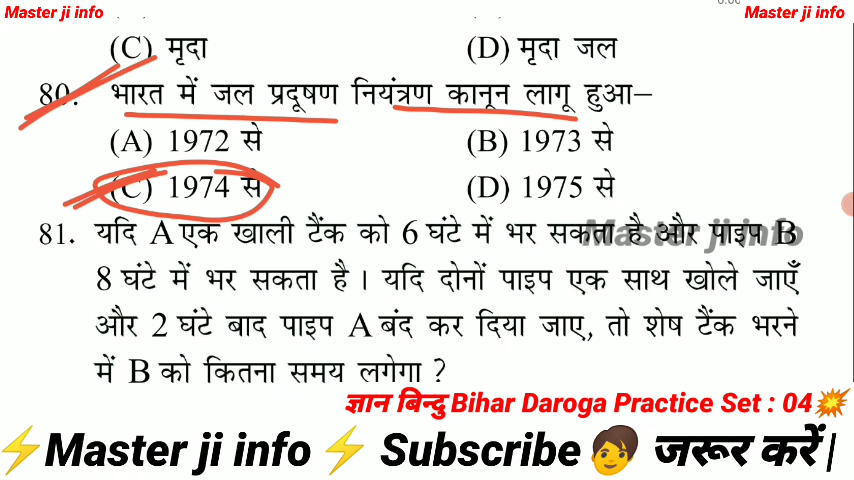 Master ji info
Master ji info
(C) मृदा
(D) मृदा जल
80. भारत में जल प्रदूषण नियंत्रण कानून लागू हुआ–
(A) 1972 से
(B) 1973 से
(C) 1974 से
(D) 1975 से
81. यदि A एक खाली टैंक को 6 घंटे में भर सकता है और पाइप B
Master ji info
8 घंटे में भर सकता है। यदि दोनों पाइप एक साथ खोले जाएँ
और 2 घंटे बाद पाइप A बंद कर दिया जाए, तो शेष टैंक भरने
में B को कितना समय लगेगा ?
ज्ञान बिन्दु Bihar Daroga Practice Set : 04💥
⚡Master ji info⚡ Subscribe🧑 जरूर करें|